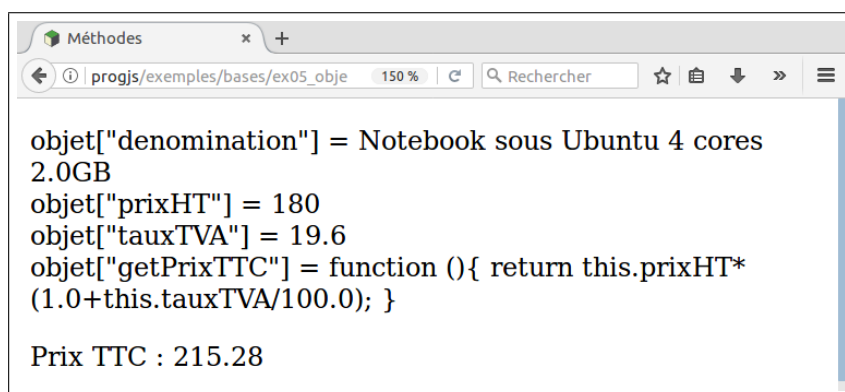 Méthodes
progjs/exemples/bases/ex05_obje 150 % Rechercher
objet["denomination"] = Notebook sous Ubuntu 4 cores
2.0GB
objet["prixHT"] = 180
objet["tauxTVA"] = 19.6
objet["getPrixTTC"] = function (){ return this.prixHT*
(1.0+this.tauxTVA/100.0); }
Prix TTC : 215.28